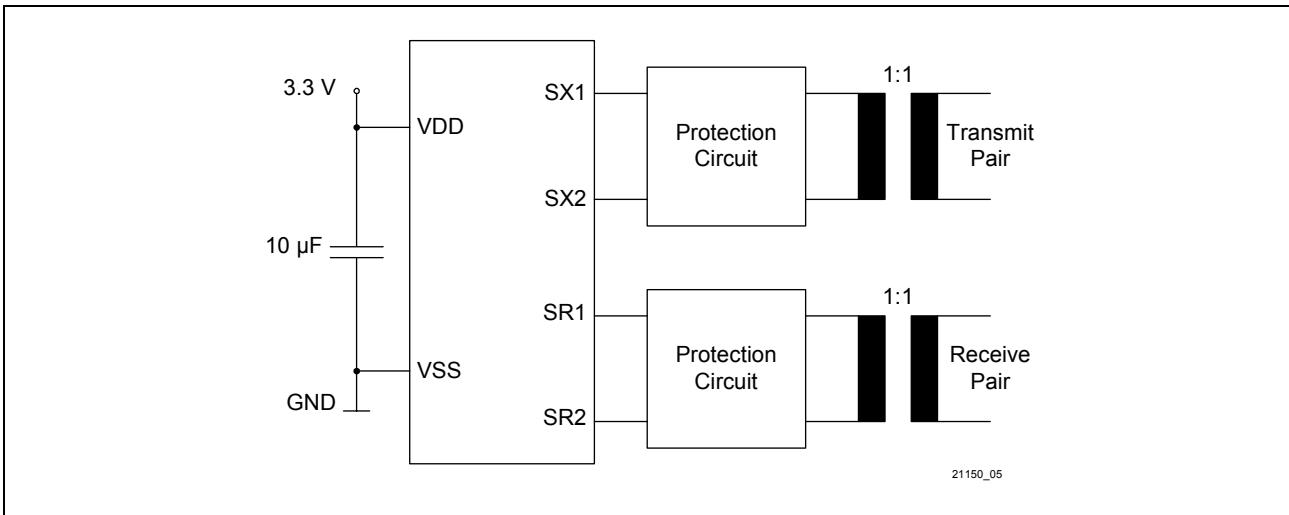 3.3 V
VDD
10 µF
VSS
GND
SX1
SX2
SR1
SR2
Protection
Circuit
1:1
Transmit
Pair
Protection
Circuit
1:1
Receive
Pair
21150_05